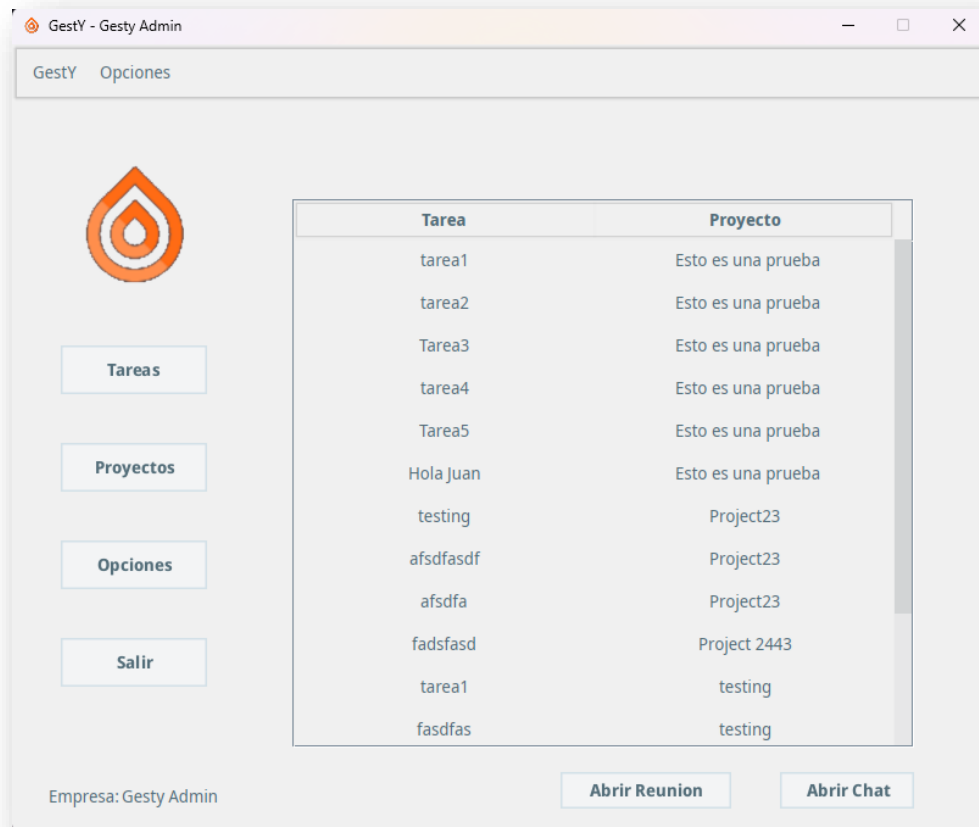 GestY - Gesty Admin
GestY Opciones
Tarea Proyecto
tarea1 Esto es una prueba
tarea2 Esto es una prueba
Tarea3 Esto es una prueba
tarea4 Esto es una prueba
Tarea5 Esto es una prueba
Hola Juan Esto es una prueba
testing Project23
afsdfasdf Project23
afsdfa Project23
fadsfasd Project 2443
tarea1 testing
fasdfas testing
Tareas
Proyectos
Opciones
Salir
Empresa: Gesty Admin
Abrir Reunion
Abrir Chat